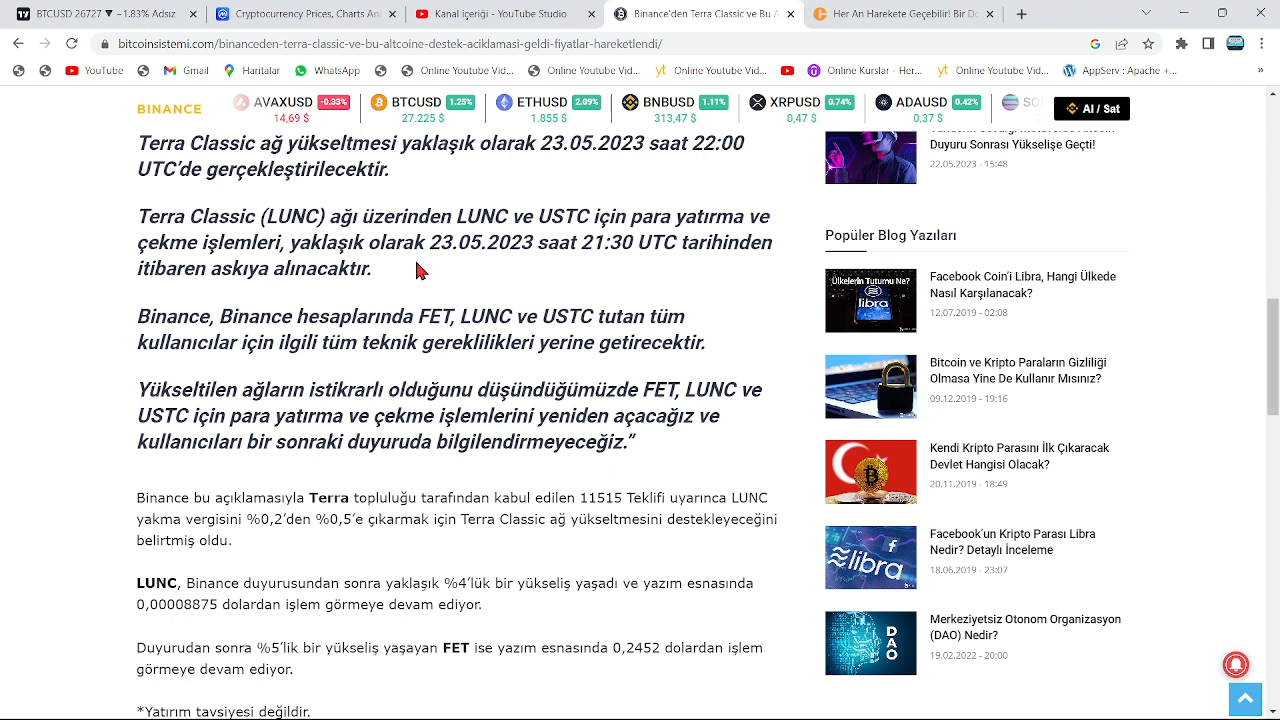 BTCUSD 26727 ▼ −1.83% Adsız
Cryptocurrency Prices, Charts An
Kanal İçeriği - YouTube Studio
Binance'den Terra Classic've Bu A
Her An Harekete Geçebilir! Bir Do
bitcoinsistemi.com/binanceden-terra-classic-ve-bu-altcoine-destek-aciklamasi-geldi-fiyatlar-hareketlendi/
YouTube
Gmail
Haritalar
WhatsApp
Online Youtube Vid...
Online Youtube Vid...
Online Youtube Vid...
Online Kurslar - Her...
Online Youtube Vid...
AppServ : Apache +...
»
BINANCE
AVAXUSD -0.33%
14,69 $
BTCUSD 1.25%
27.225 $
ETHUSD 2.09%
1.855 $
BNBUSD 1.11%
313,47 $
XRPUSD 0.74%
0,47 $
ADAUSD 0.42%
0,37 $
Al / Sat
Terra Classic ağ yükseltmesi yaklaşık olarak 23.05.2023 saat 22:00
UTC’de gerçekleştirilecektir.
Terra Classic (LUNC) ağı üzerinden LUNC ve USTC için para yatırma ve
çekme işlemleri, yaklaşık olarak 23.05.2023 saat 21:30 UTC tarihinden
itibaren askıya alınacaktır.
Binance, Binance hesaplarında FET, LUNC ve USTC tutan tüm
kullanıcılar için ilgili tüm teknik gereklilikleri yerine getirecektir.
Yükseltilen ağların istikrarlı olduğunu düşündüğümüzde FET, LUNC ve
USTC için para yatırma ve çekme işlemlerini yeniden açacağız ve
kullanıcıları bir sonraki duyuruda bilgilendirmeyeceğiz.”
Binance bu açıklamasıyla Terra topluluğu tarafından kabul edilen 11515 Teklifi uyarınca LUNC
yakma vergisini %0,2’den %0,5’e çıkarmak için Terra Classic ağ yükseltmesini destekleyeceğini
belirtmiş oldu.
LUNC, Binance duyurusundan sonra yaklaşık %4’lük bir yükseliş yaşadı ve yazım esnasında
0,00008875 dolardan işlem görmeye devam ediyor.
Duyurudan sonra %5’lik bir yükseliş yaşayan FET ise yazım esnasında 0,2452 dolardan işlem
görmeye devam ediyor.
*Yatırım tavsiyesi değildir.
Duyuru Sonrası Yükselişe Geçti!
22.05.2023 - 15:48
Popüler Blog Yazıları
Ülkelerin Tutumu Ne?
libra
Facebook Coin’i Libra, Hangi Ülkede
Nasıl Karşılanacak?
12.07.2019 - 02:08
Bitcoin ve Kripto Paraların Gizliliği
Olmasa Yine De Kullanır Mısınız?
09.12.2019 - 19:16
Kendi Kripto Parasını İlk Çıkaracak
Devlet Hangisi Olacak?
20.11.2019 - 18:49
libra
Facebook’un Kripto Parası Libra
Nedir? Detaylı İnceleme
18.06.2019 - 23:07
DAO
Merkeziyetsiz Otonom Organizasyon
(DAO) Nedir?
19.02.2022 - 20:00